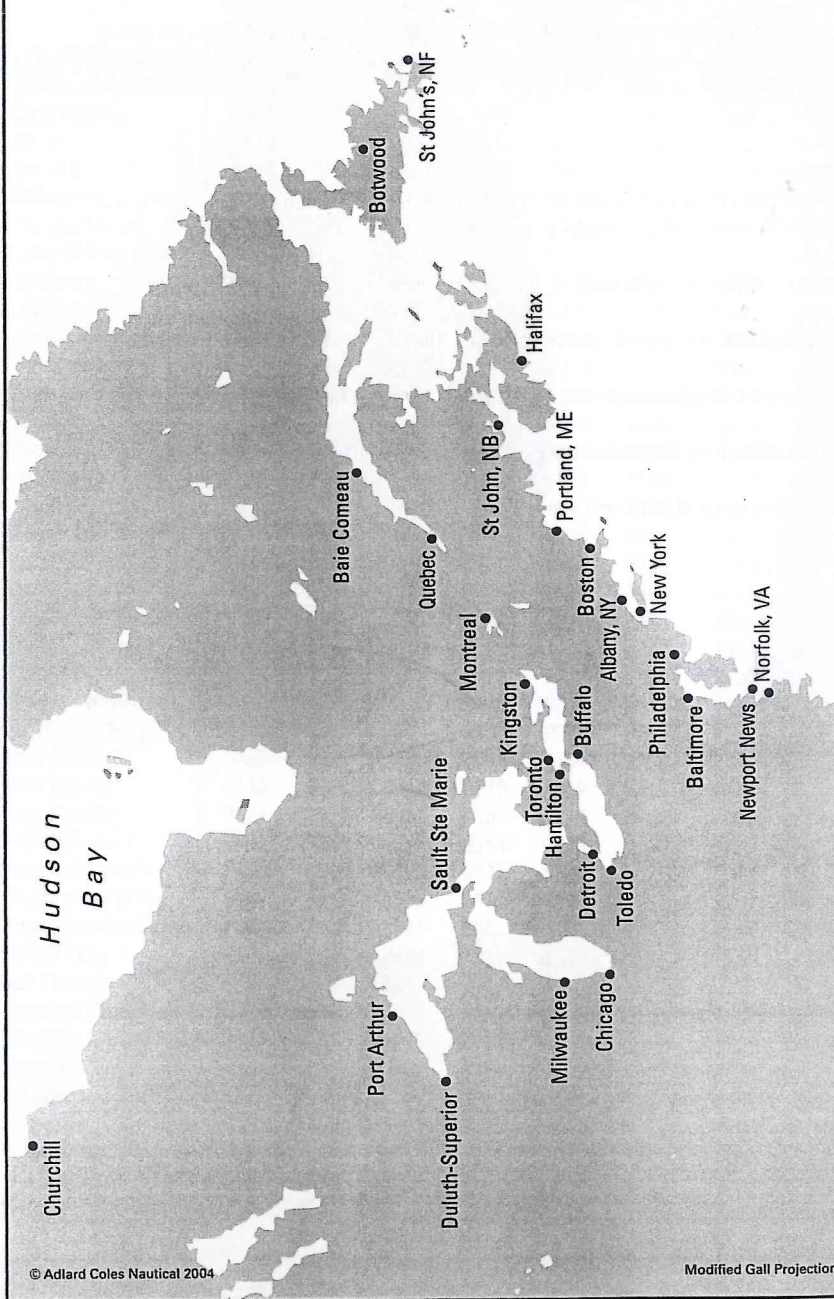 Hudson
Bay
Churchill
Port Arthur
Duluth-Superior
Sault Ste Marie
Milwaukee
Chicago
Detroit
Toledo
Toronto
Hamilton
Kingston
Buffalo
Montreal
Quebec
Baie Comeau
Botwood
St John's, NF
Halifax
St John, NB
Portland, ME
Boston
Albany, NY
New York
Philadelphia
Baltimore
Newport News
Norfolk, VA
© Adlard Coles Nautical 2004
Modified Gall Projection